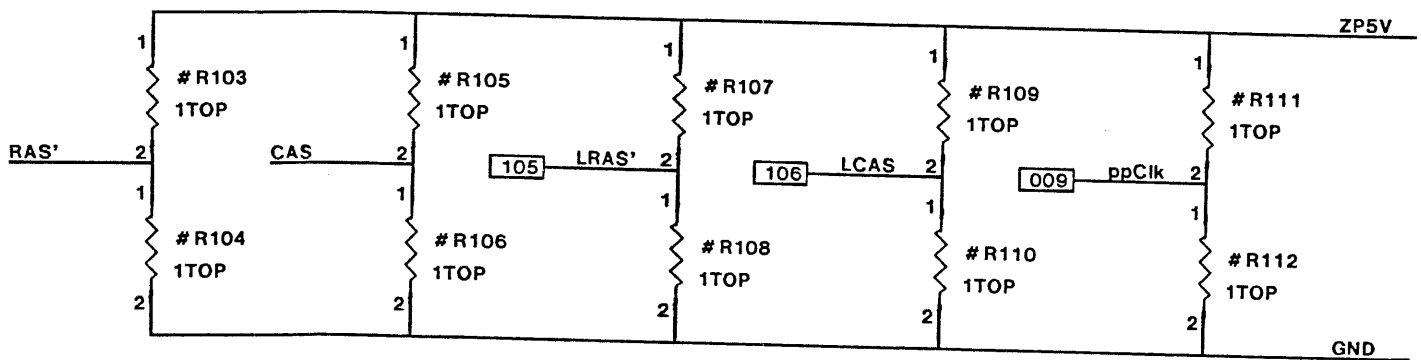 ZP5V
1 1 1 1 1
#R103 #R105 #R107 #R109 #R111
1TOP 1TOP 1TOP 1TOP 1TOP
RAS' 2 CAS 2 105 LRAS' 2 106 LCAS 2 009 ppClk 2
1 1 1 1 1
#R104 #R106 #R108 #R110 #R112
1TOP 1TOP 1TOP 1TOP 1TOP
2 2 2 2 2
GND